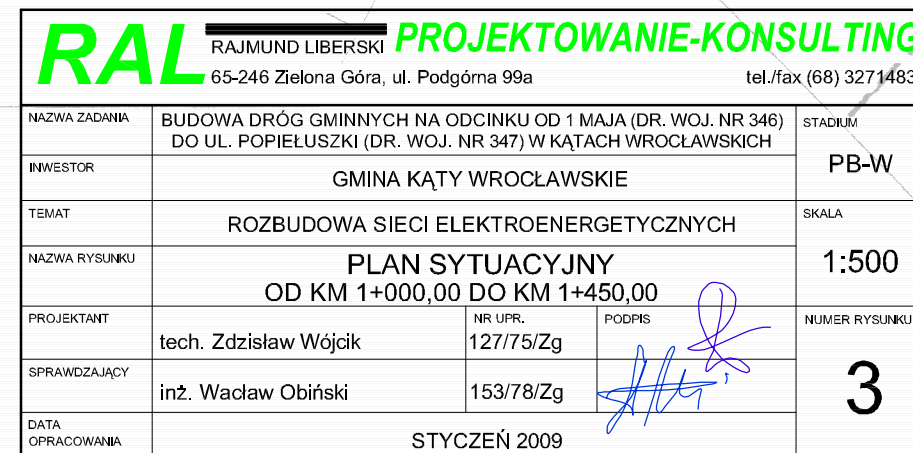 RAL RAJMUND LIBERSKI PROJEKTOWANIE-KONSULTING
65-246 Zielona Góra, ul. Podgórna 99a tel./fax (68) 3271483
NAZWA ZADANIA BUDOWA DRÓG GMINNYCH NA ODCINKU OD 1 MAJA (DR. WOJ. NR 346)
DO UL. POPIEŁUSZKI (DR. WOJ. NR 347) W KĄTACH WROCŁAWSKICH
STADIUM
PB-W
INWESTOR
GMINA KĄTY WROCŁAWSKIE
TEMAT
ROZBUDOWA SIECI ELEKTROENERGETYCZNYCH
SKALA
1:500
NAZWA RYSUNKU
PLAN SYTUACYJNY
OD KM 1+000,00 DO KM 1+450,00
PROJEKTANT
tech. Zdzisław Wójcik
NR UPR.
127/75/Zg
PODPIS
NUMER RYSUNKU
3
SPRAWDZAJĄCY
inż. Wacław Obiński
153/78/Zg
DATA
OPRACOWANIA
STYCZEŃ 2009